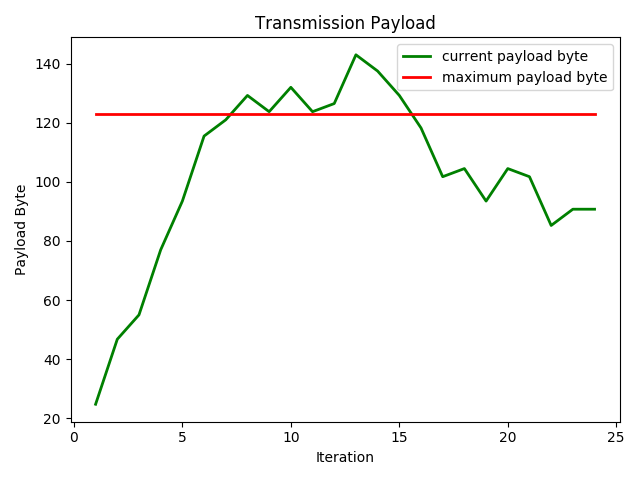 Transmission Payload
current payload byte
maximum payload byte
140
120
100
80
60
40
20
Payload Byte
0 5 10 15 20 25
Iteration